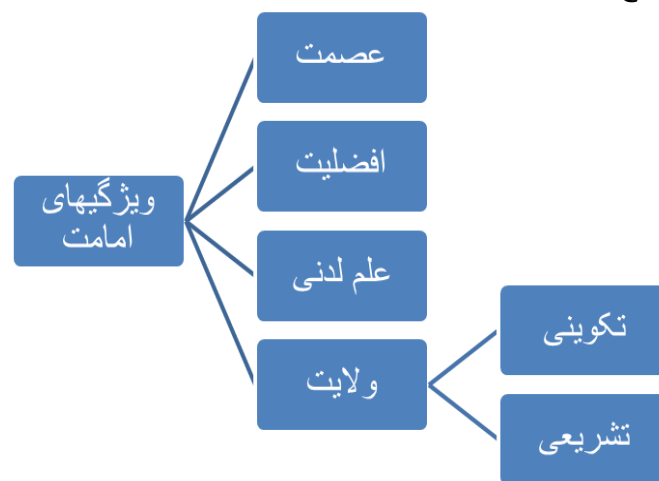 عصمت
افضلیت
ویژگیهای
امامت
علم لدنی
ولایت
تکوینی
تشریعی